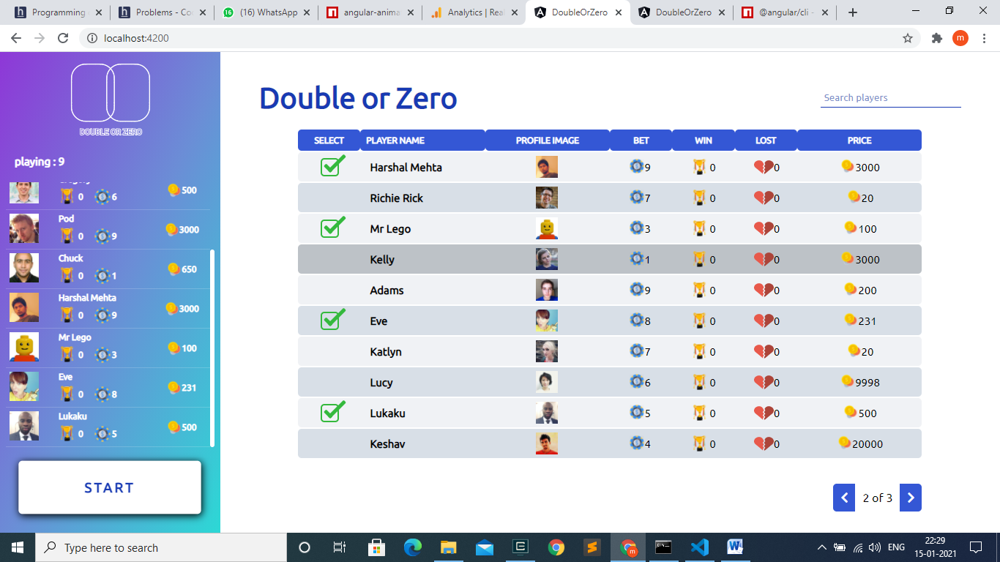 Programming
Problems - Co
(16) WhatsApp
angular-anima
Analytics | Rea
DoubleOrZero
DoubleOrZero
@angular/cli -
localhost:4200
m
DOUBLE OR ZERO
playing : 9
0 6 500
Pod
0 9 3000
Chuck
0 1 650
Harshal Mehta
0 9 3000
Mr Lego
0 3 100
Eve
0 8 231
Lukaku
0 5 500
START
Double or Zero
Search players
SELECT PLAYER NAME PROFILE IMAGE BET WIN LOST PRICE
Harshal Mehta 9 0 0 3000
Richie Rick 7 0 0 20
Mr Lego 3 0 0 100
Kelly 1 0 0 3000
Adams 9 0 0 200
Eve 8 0 0 231
Katlyn 7 0 0 20
Lucy 6 0 0 9998
Lukaku 5 0 0 500
Keshav 4 0 0 20000
2 of 3
Type here to search
ENG
22:29
15-01-2021